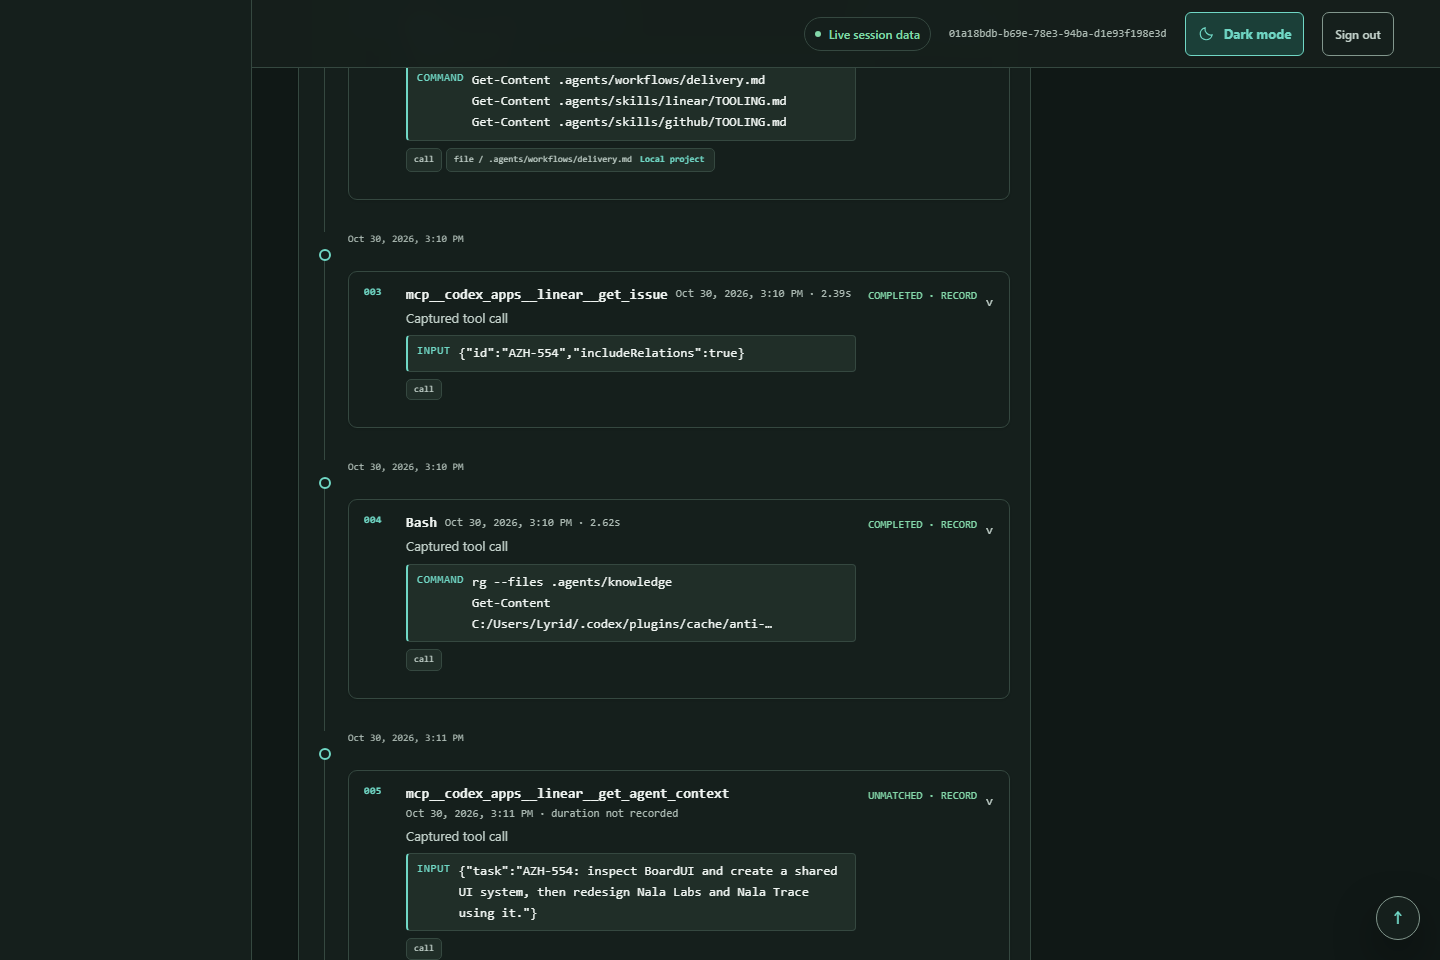 Live session data
01a18bdb-b69e-78e3-94ba-d1e93f198e3d
Dark mode
Sign out
COMMAND Get-Content .agents/workflows/delivery.md
Get-Content .agents/skills/linear/TOOLING.md
Get-Content .agents/skills/github/TOOLING.md
call file / .agents/workflows/delivery.md Local project
Oct 30, 2026, 3:10 PM
003 mcp__codex_apps__linear__get_issue Oct 30, 2026, 3:10 PM · 2.39s COMPLETED · RECORD v
Captured tool call
INPUT {"id":"AZH-554","includeRelations":true}
call
Oct 30, 2026, 3:10 PM
004 Bash Oct 30, 2026, 3:10 PM · 2.62s COMPLETED · RECORD v
Captured tool call
COMMAND rg --files .agents/knowledge
Get-Content
C:/Users/Lyrid/.codex/plugins/cache/anti-…
call
Oct 30, 2026, 3:11 PM
005 mcp__codex_apps__linear__get_agent_context UNMATCHED · RECORD v
Oct 30, 2026, 3:11 PM · duration not recorded
Captured tool call
INPUT {"task":"AZH-554: inspect BoardUI and create a shared
UI system, then redesign Nala Labs and Nala Trace
using it."}
call
↑